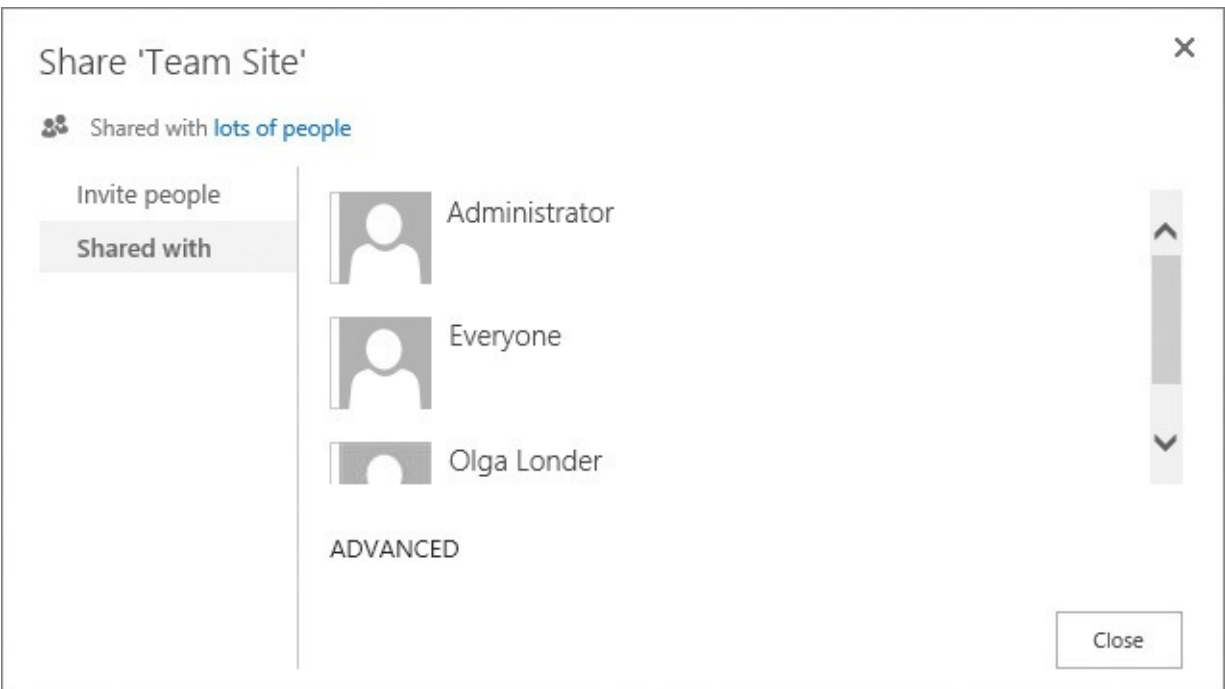 Share 'Team Site'
Shared with lots of people
Invite people
Shared with
Administrator
Everyone
Olga Londer
ADVANCED
Close